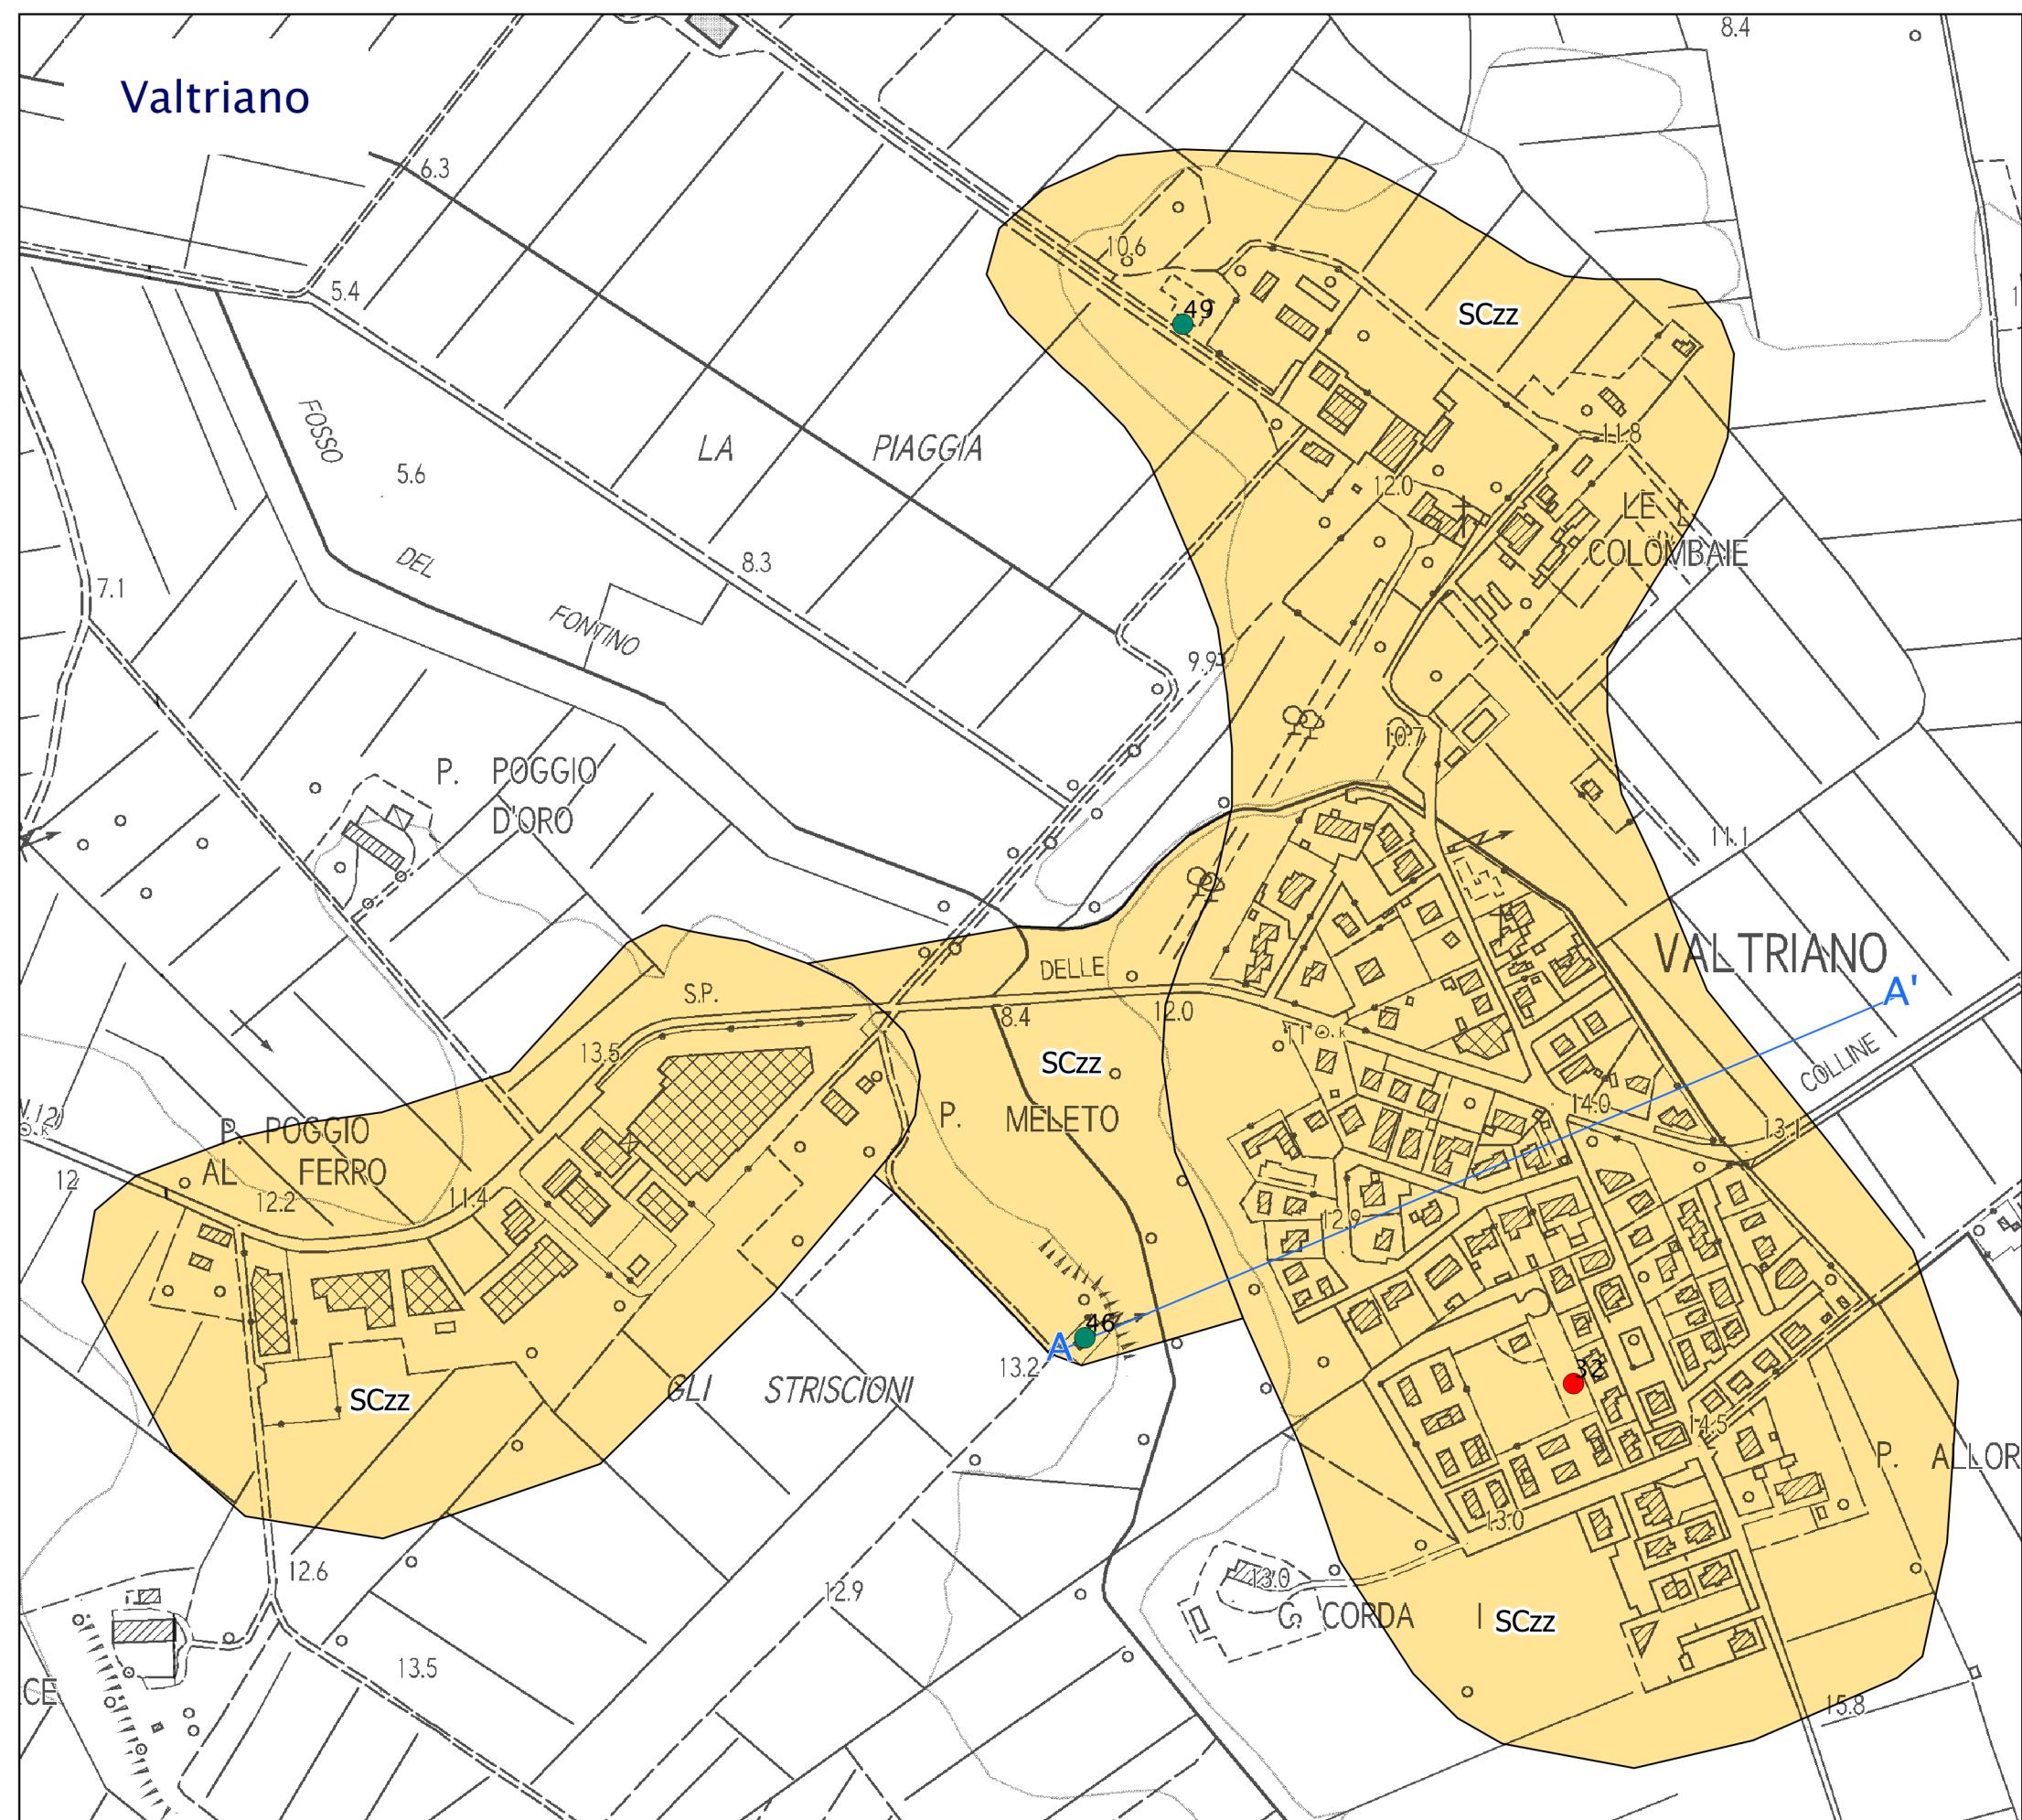 8.4
Valtriano
6.3
10.6
5.4
49
SCzz
FOSSO
LA PIAGGIA
11.8
5.6
12.0
LE
COLOMBAIE
DEL
8.3
7.1
FONTINO
9.9
10.7
P. POGGIO
D'ORO
11.1
VALTRIANO
DELLE
S.P.
A'
8.4
12.0
13.5
SCzz
COLLINE
14.0
P. MELETO
13.1
P. POGGIO
AL FERRO
12
12.2
11.4
12.9
46
A
13.2
32
GLI STRISCIONI
SCzz
14.5
P. ALLOR
13.0
12.6
13.0
12.9
C. CORDA I
SCzz
13.5
CE
15.8